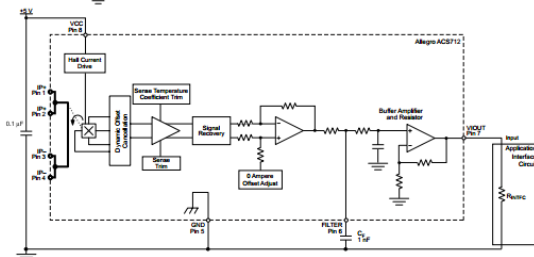 +5 V
VCC
Pin 8
Allegro ACS712
Hall Current
Drive
IP+
Pin 1
IP+
Pin 2
IP−
Pin 3
IP−
Pin 4
0.1 µF
Dynamic Offset
Cancellation
Sense Temperature
Coefficient Trim
Sense
Trim
Signal
Recovery
0 Ampere
Offset Adjust
Buffer Amplifier
and Resistor
VIOUT
Pin 7
Input
Application
Interface
Circuit
RINTFC
GND
Pin 5
FILTER
Pin 6
CF
1 nF